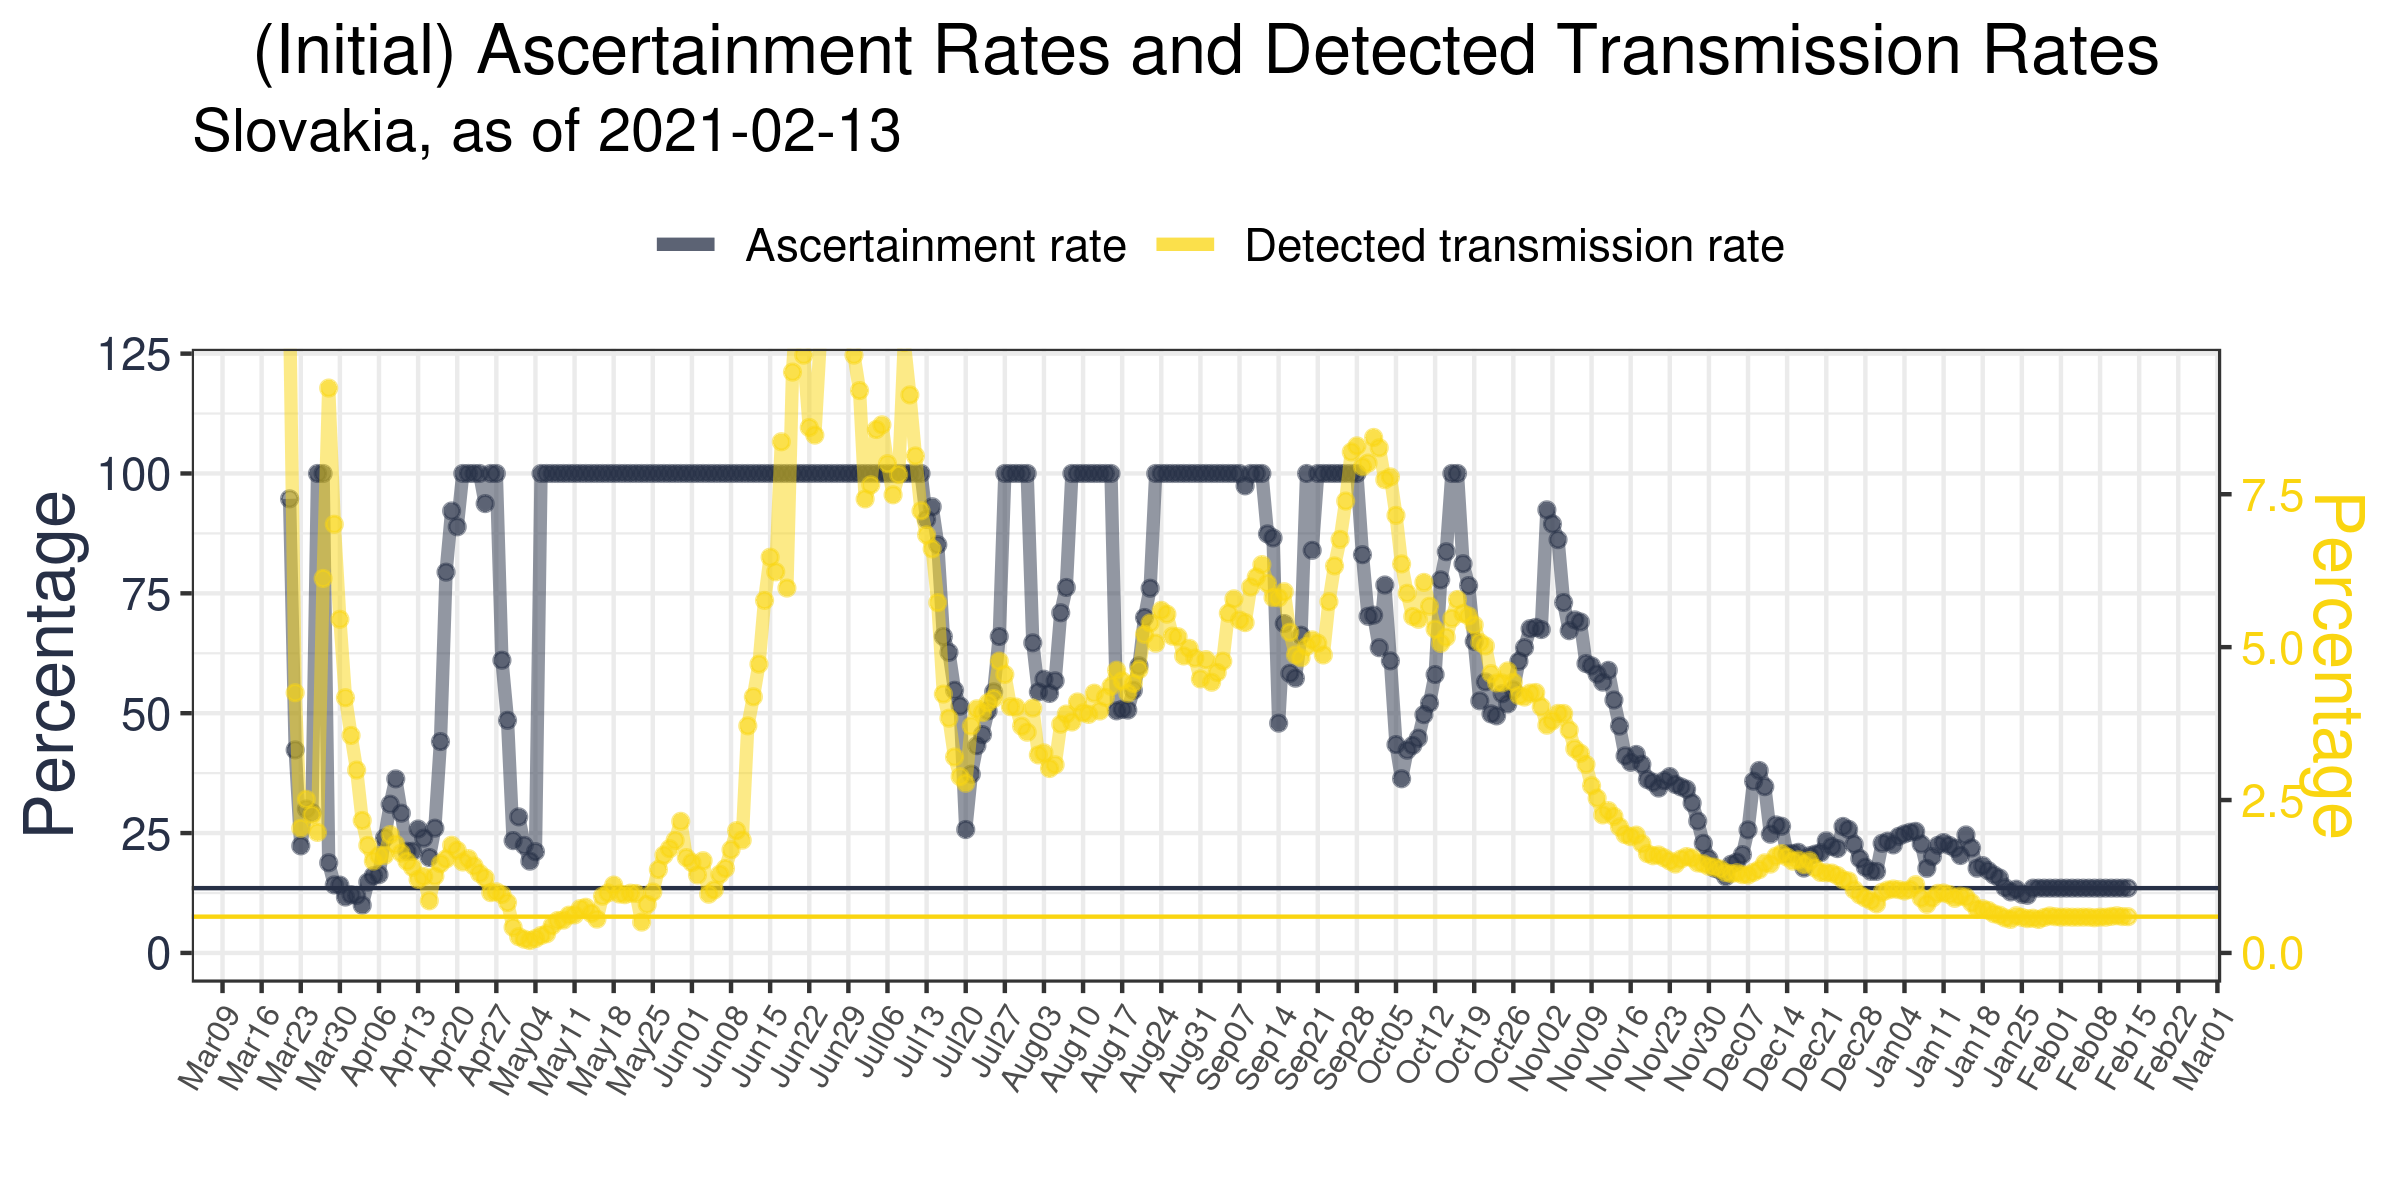 (Initial) Ascertainment Rates and Detected Transmission Rates
Slovakia, as of 2021-02-13
Ascertainment rate
Detected transmission rate
125
100
75
50
25
0
Percentage
7.5
5.0
2.5
0.0
Percentage
Mar09
Mar16
Mar23
Mar30
Apr06
Apr13
Apr20
Apr27
May04
May11
May18
May25
Jun01
Jun08
Jun15
Jun22
Jun29
Jul06
Jul13
Jul20
Jul27
Aug03
Aug10
Aug17
Aug24
Aug31
Sep07
Sep14
Sep21
Sep28
Oct05
Oct12
Oct19
Oct26
Nov02
Nov09
Nov16
Nov23
Nov30
Dec07
Dec14
Dec21
Dec28
Jan04
Jan11
Jan18
Jan25
Feb01
Feb08
Feb15
Feb22
Mar01